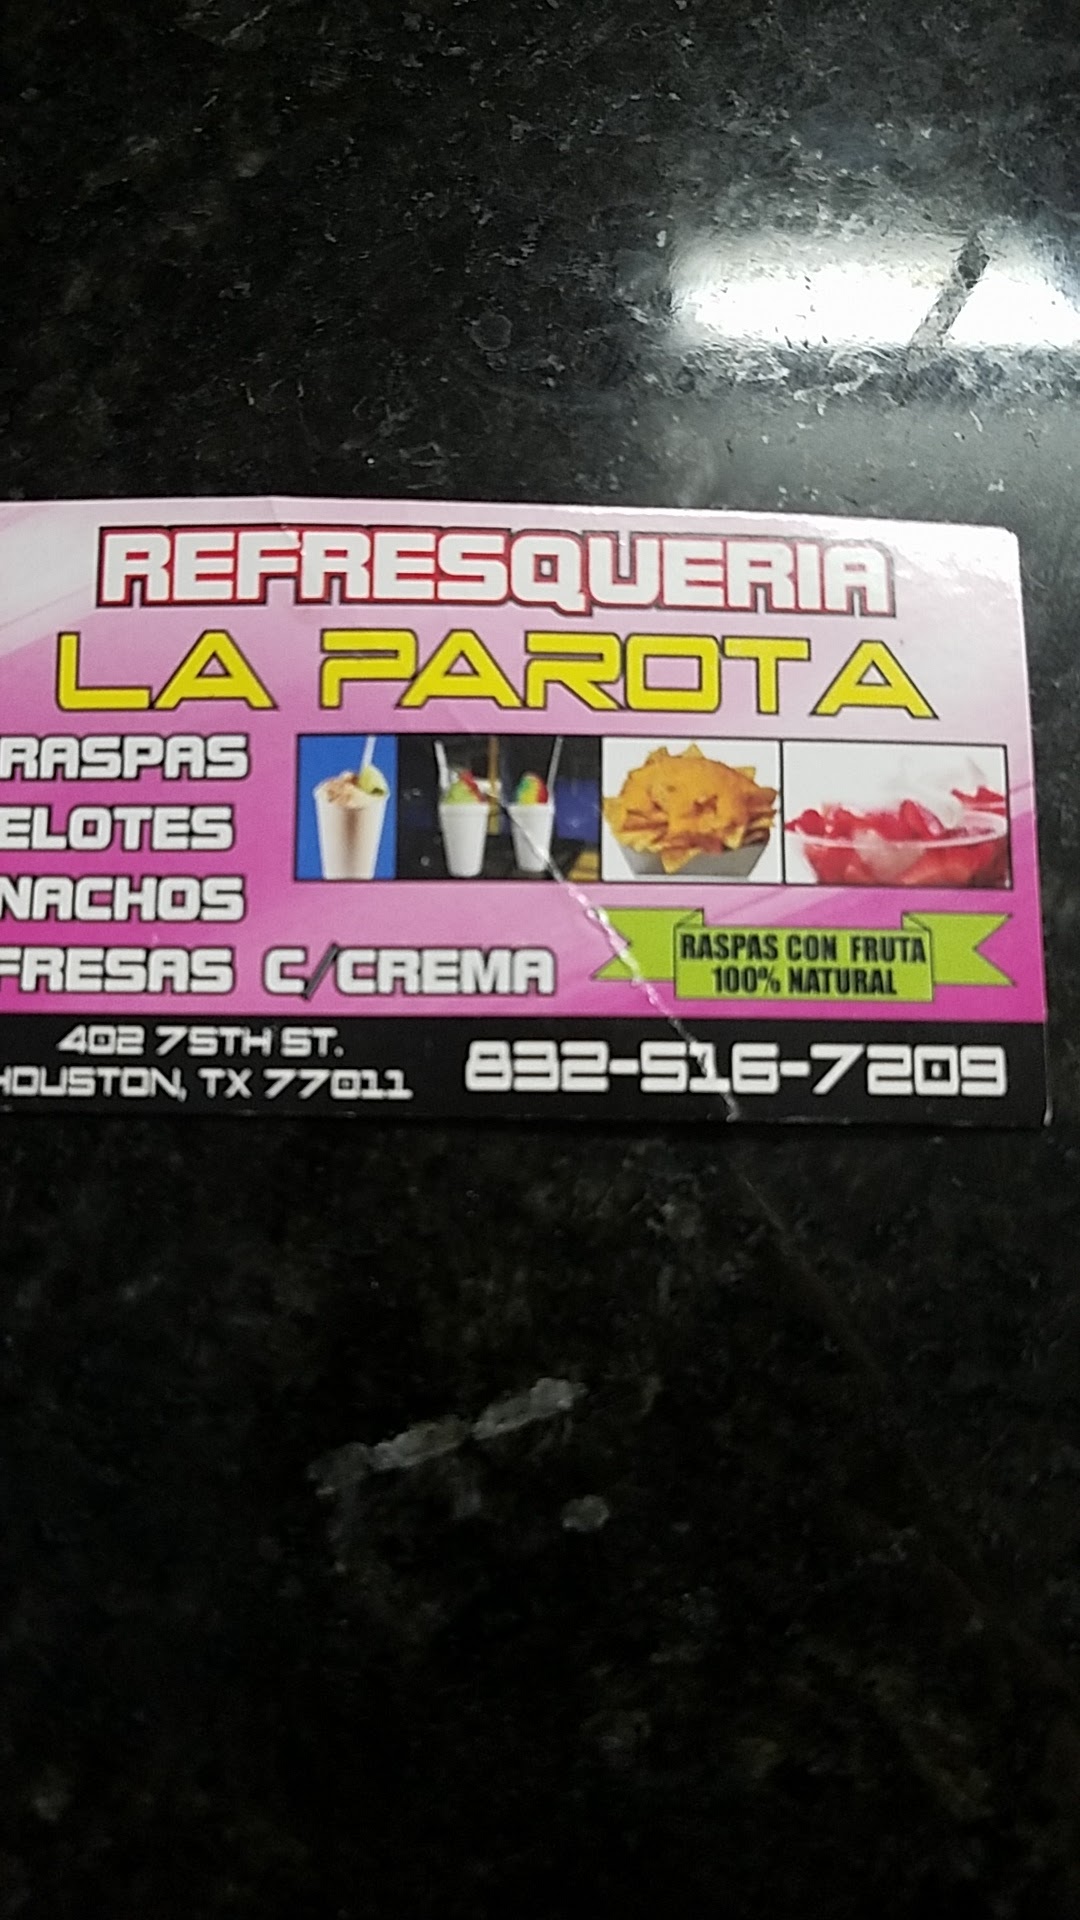 REFRESQUERIA
LA PAROTA
RASPAS
ELOTES
NACHOS
FRESAS C/CREMA
RASPAS CON FRUTA
100% NATURAL
402 75TH ST.
HOUSTON, TX 77011
832-516-7209